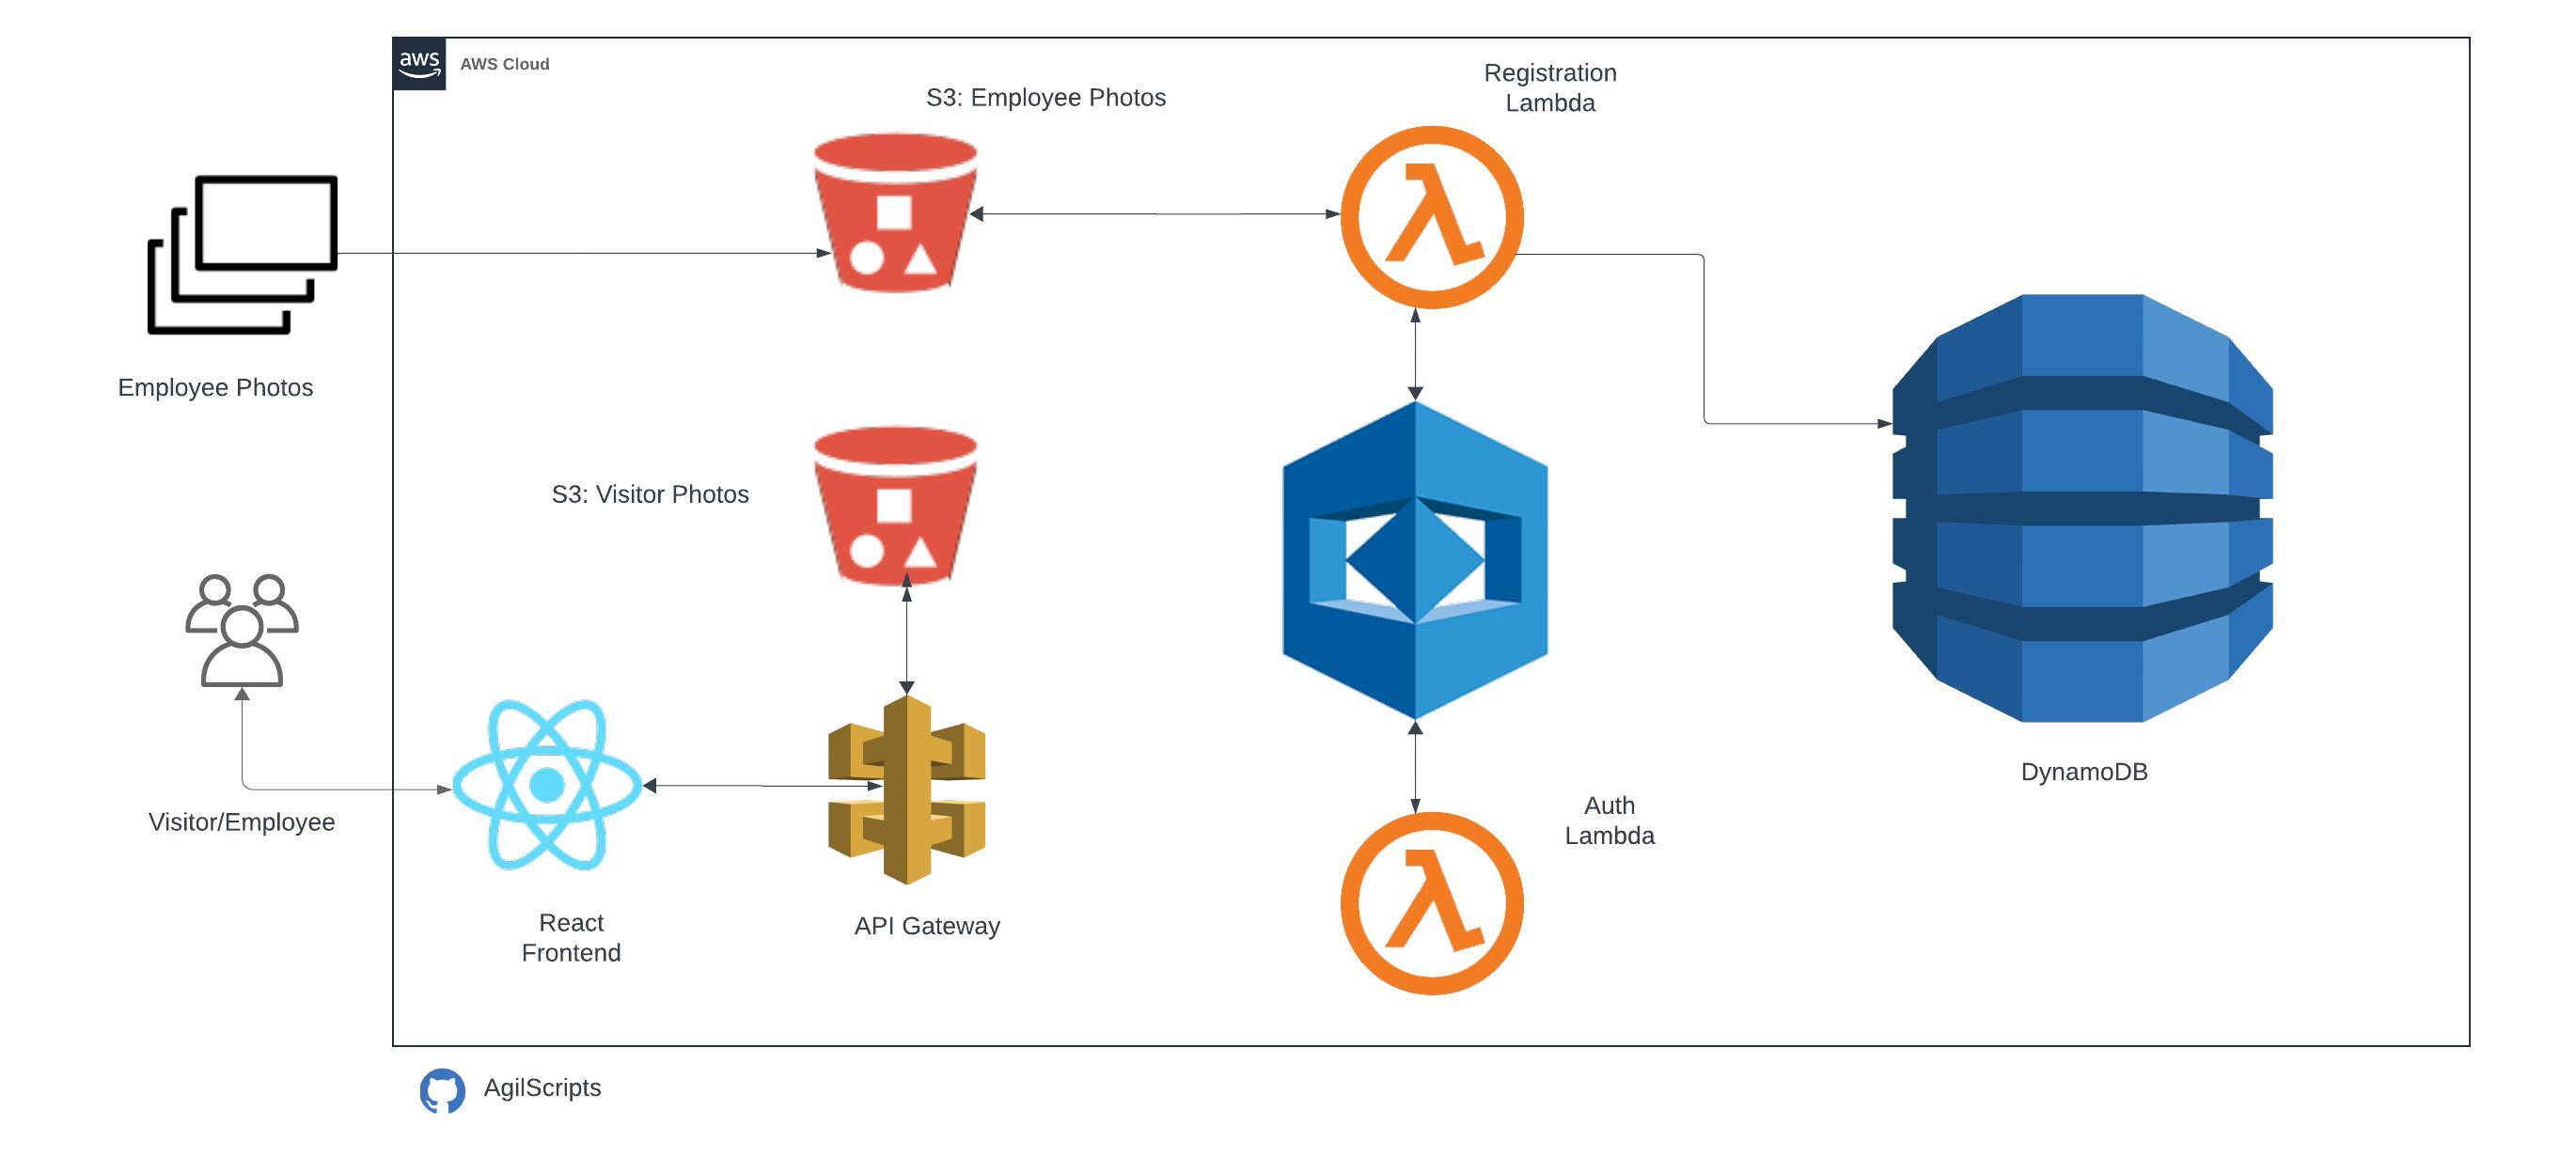 aws
AWS Cloud
S3: Employee Photos
Registration
Lambda
Employee Photos
S3: Visitor Photos
DynamoDB
Auth
Lambda
Visitor/Employee
React
Frontend
API Gateway
AgilScripts